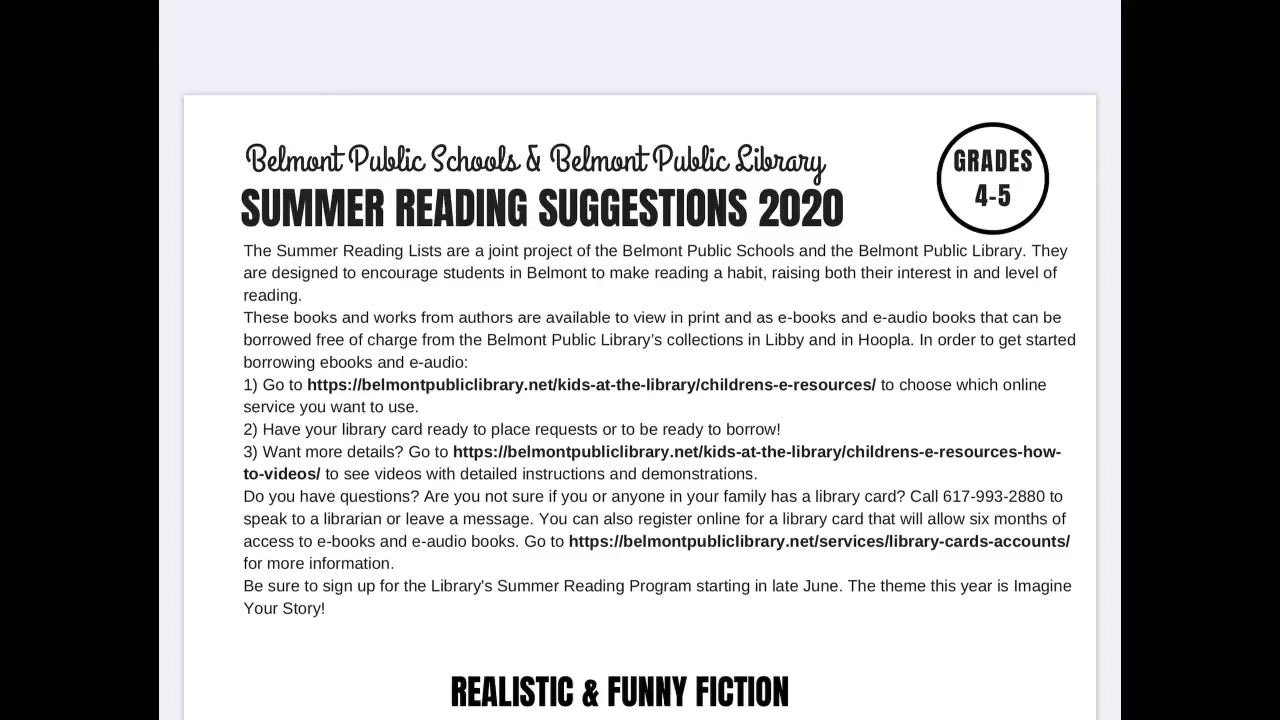 Belmont Public Schools & Belmont Public Library
SUMMER READING SUGGESTIONS 2020
GRADES
4-5
The Summer Reading Lists are a joint project of the Belmont Public Schools and the Belmont Public Library. They
are designed to encourage students in Belmont to make reading a habit, raising both their interest in and level of
reading.
These books and works from authors are available to view in print and as e-books and e-audio books that can be
borrowed free of charge from the Belmont Public Library's collections in Libby and in Hoopla. In order to get started
borrowing ebooks and e-audio:
1) Go to https://belmontpubliclibrary.net/kids-at-the-library/childrens-e-resources/ to choose which online
service you want to use.
2) Have your library card ready to place requests or to be ready to borrow!
3) Want more details? Go to https://belmontpubliclibrary.net/kids-at-the-library/childrens-e-resources-how-
to-videos/ to see videos with detailed instructions and demonstrations.
Do you have questions? Are you not sure if you or anyone in your family has a library card? Call 617-993-2880 to
speak to a librarian or leave a message. You can also register online for a library card that will allow six months of
access to e-books and e-audio books. Go to https://belmontpubliclibrary.net/services/library-cards-accounts/
for more information.
Be sure to sign up for the Library's Summer Reading Program starting in late June. The theme this year is Imagine
Your Story!
REALISTIC & FUNNY FICTION